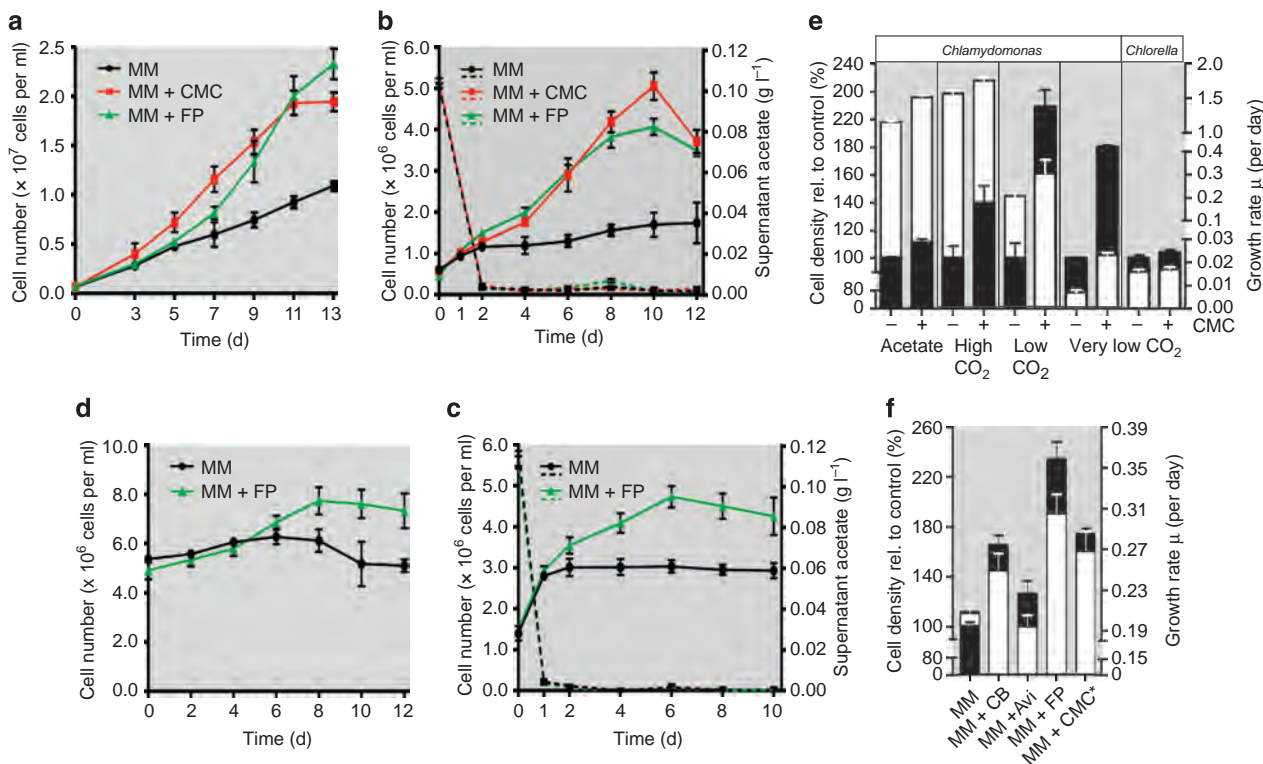 a
Cell number (× 10⁷ cells per ml)
2.5
2.0
1.5
1.0
0.5
0.0
MM
MM + CMC
MM + FP
0 3 5 7 9 11 13
Time (d)
b
Cell number (× 10⁶ cells per ml)
6.0
5.0
4.0
3.0
2.0
1.0
0.0
MM
MM + CMC
MM + FP
0 1 2 4 6 8 10 12
Time (d)
0.12
0.10
0.08
0.06
0.04
0.02
0.00
Supernatant acetate (g l⁻¹)
e
Chlamydomonas Chlorella
Cell density rel. to control (%)
240
200
220
180
160
140
120
100
80
0
2.0
1.5
1.0
0.4
0.3
0.2
0.1
0.03
0.02
0.01
0.00
Growth rate μ (per day)
− + − + − + − + − + CMC
Acetate High CO₂ Low CO₂ Very low CO₂
d
Cell number (x 10⁶ cells per ml)
10.0
8.0
6.0
4.0
2.0
0.0
MM
MM + FP
0 2 4 6 8 10 12
Time (d)
c
Cell number (× 10⁶ cells per ml)
6.0
5.0
4.0
3.0
2.0
1.0
0.0
MM
MM + FP
0 1 2 4 6 8 10
Time (d)
0.12
0.10
0.08
0.06
0.04
0.02
0.00
Supernatant acetate (g l⁻¹)
f
Cell density rel. to control (%)
260
220
180
140
100
80
0
0.39
0.35
0.31
0.27
0.23
0.19
0.15
0
Growth rate μ (per day)
MM
MM + CB
MM +Avi
MM + FP
MM + CMC*